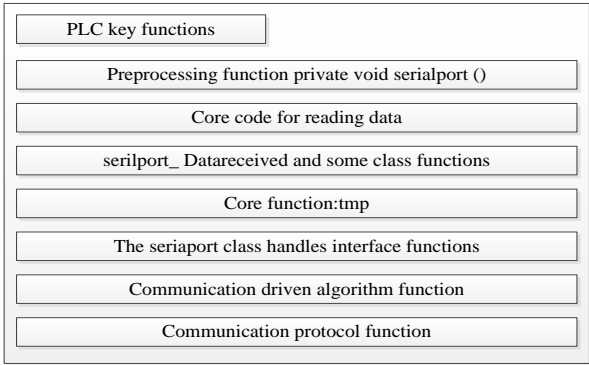 PLC key functions
Preprocessing function private void serialport ()
Core code for reading data
serilport_ Datareceived and some class functions
Core function:tmp
The seriaport class handles interface functions
Communication driven algorithm function
Communication protocol function